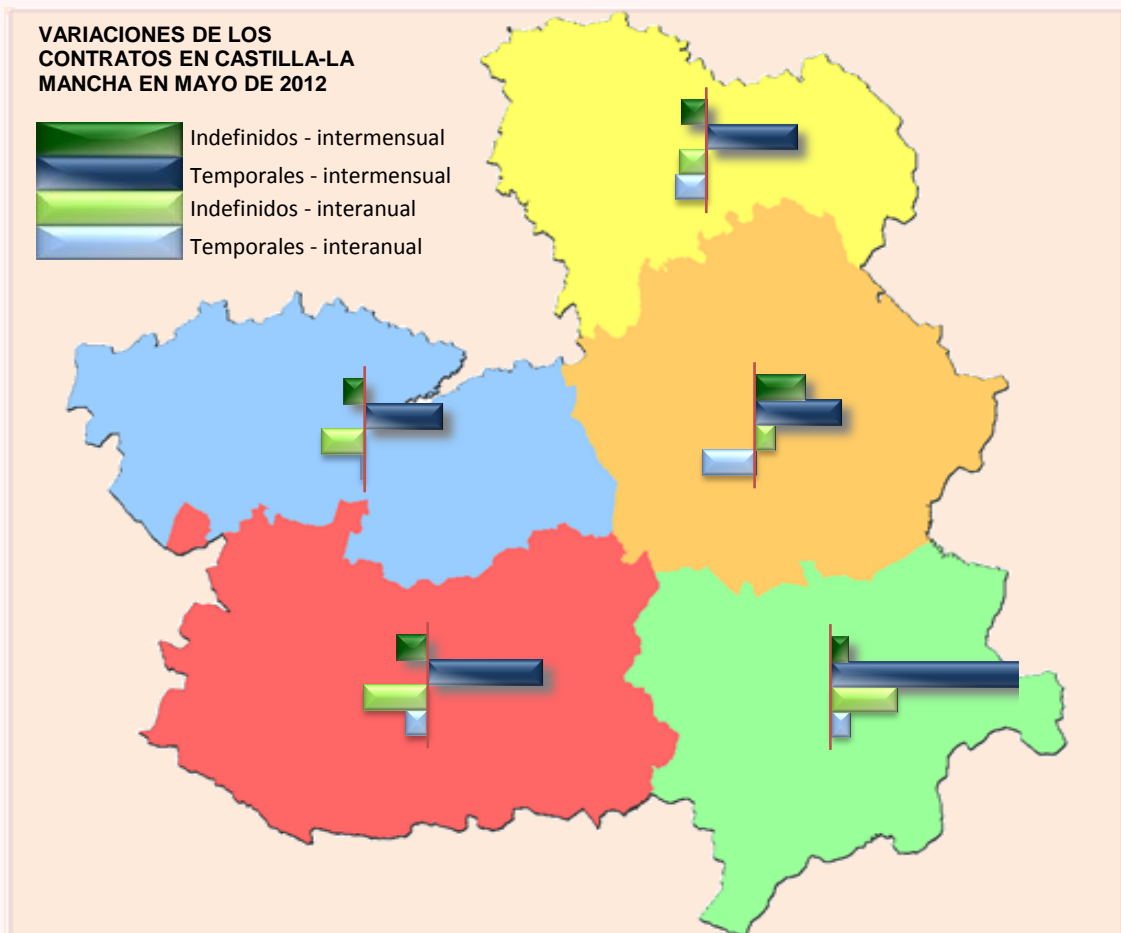 VARIACIONES DE LOS
CONTRATOS EN CASTILLA-LA
MANCHA EN MAYO DE 2012
Indefinidos - intermensual
Temporales - intermensual
Indefinidos - interanual
Temporales - interanual